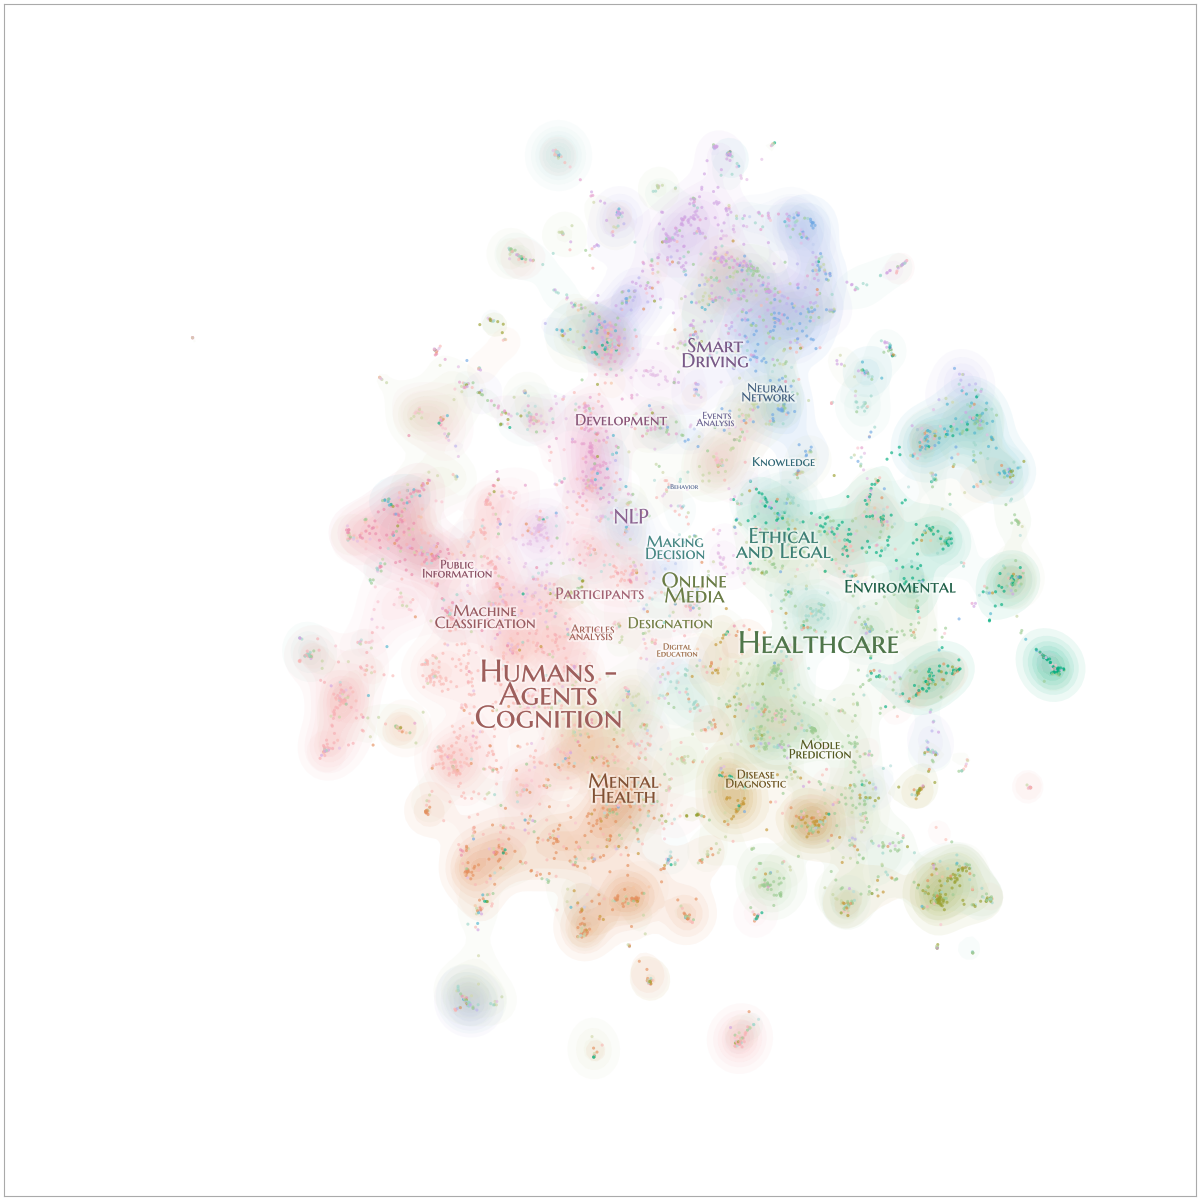 Smart
Driving
Neural
Network
Events
Analysis
Development
Knowledge
Behavior
NLP
Making
Decision
Ethical
and Legal
Public
Information
Online
Media
Enviromental
Participants
Machine
Classification
Articles
analysis
Designation
Digital
Education
Healthcare
Humans -
Agents
Cognition
Modle
Prediction
Mental
Health
Disease
Diagnostic